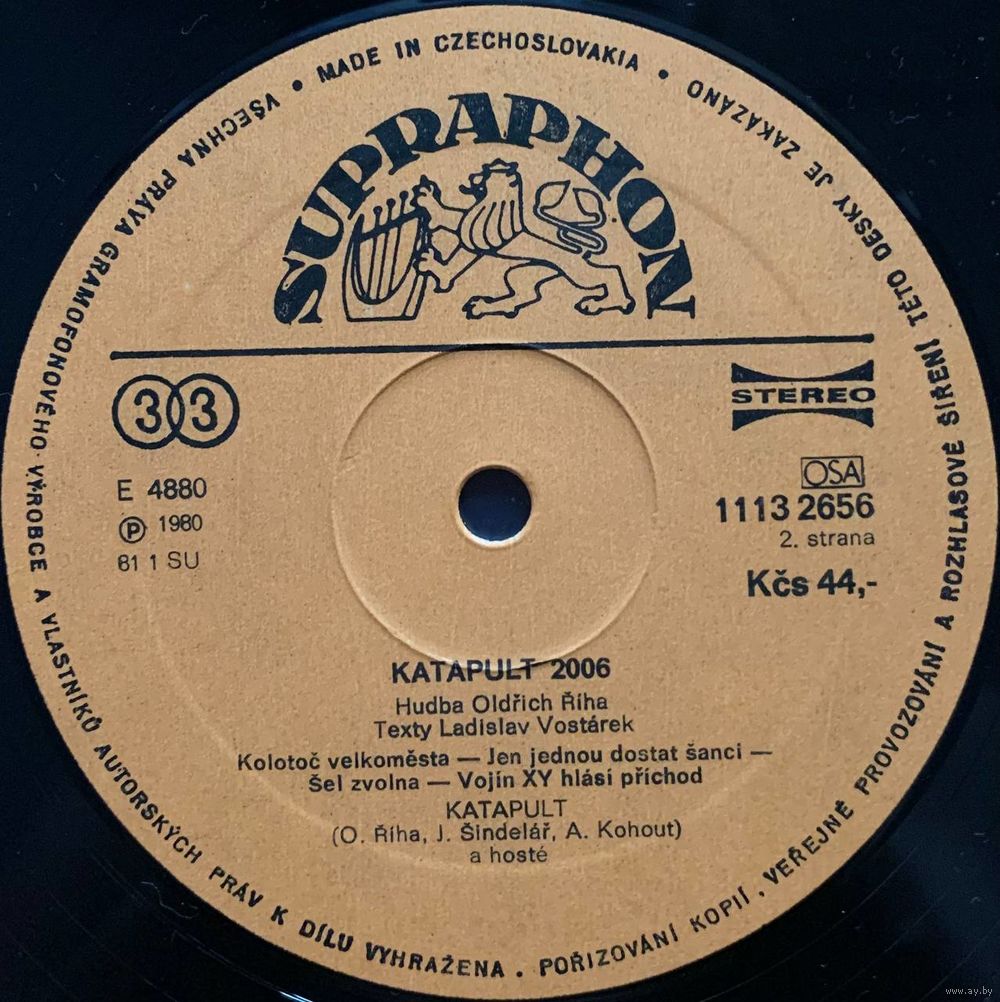 MADE IN CZECHOSLOVAKIA •
VŠECHNA PRÁVA GRAMOFONOVÉHO VÝROBCE A VLASTNÍKŮ AUTORSKÝCH PRÁV K DÍLU VYHRAŽENA • POŘIZOVÁNÍ KOPIÍ, VEŘEJNÉ PROVOZOVÁNÍ A ROZHLASOVÉ ŠÍŘENÍ TÉTO DESKY JE ZAKÁZÁNO •
SUPRAPHON
33
STEREO
E 4880
Ⓟ 1980
81 1 SU
OSA
1113 2656
2. strana
Kčs 44,-
KATAPULT 2006
Hudba Oldřich Říha
Texty Ladislav Vostárek
Kolotoč velkoměsta — Jen jednou dostat šanci —
Šel zvolna — Vojín XY hlásí příchod
KATAPULT
(O. Říha, J. Šindelář, A. Kohout)
a hosté
www.ay.by